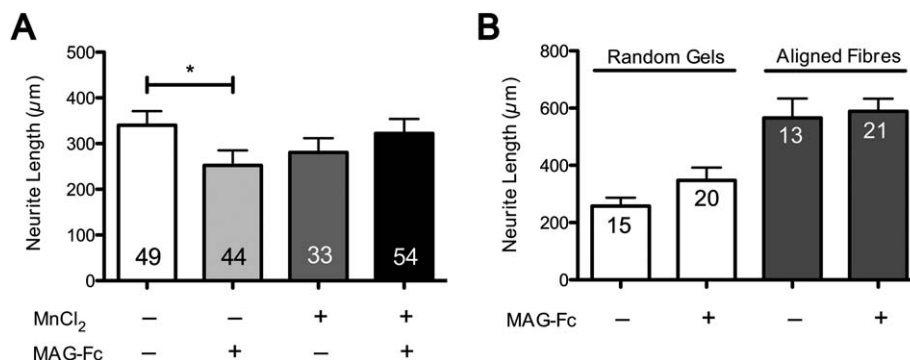 A
Neurite Length (µm)
500
400
300
200
100
0
*
49 44 33 54
MnCl₂ – – + +
MAG-Fc – + – +
B
Neurite Length (µm)
800
600
400
200
0
Random Gels Aligned Fibres
15 20 13 21
MAG-Fc – + – +